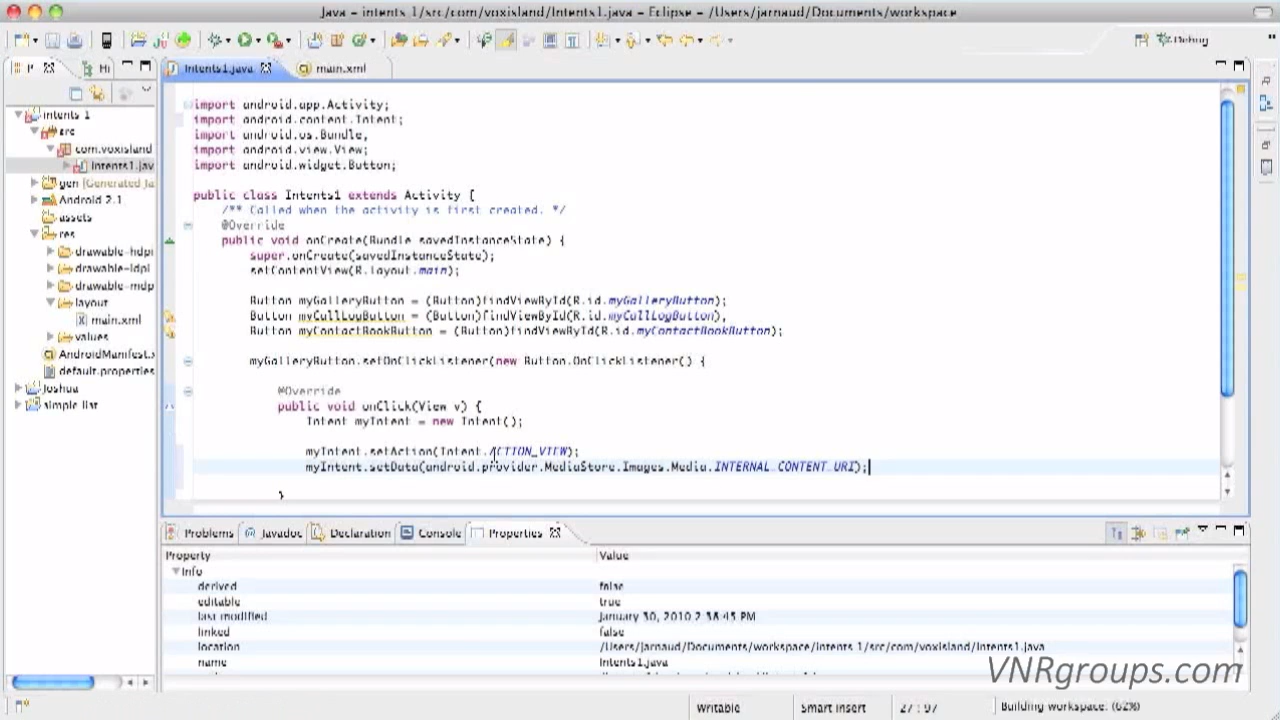 Java – intents 1/src/com/voxisland/Intents1.java – Eclipse – /Users/jarnaud/Documents/workspace
Debug
P
Hi
Intents1.java
main.xml
intents 1
src
com.voxisland
Intents1.jav
gen [Generated Ja
Android 2.1
assets
res
drawable-hdpi
drawable-ldpi
drawable-mdp
layout
main.xml
values
AndroidManifest.x
default.properties
Joshua
simple list
import android.app.Activity;
import android.content.Intent;
import android.os.Bundle;
import android.view.View;
import android.widget.Button;
public class Intents1 extends Activity {
/** Called when the activity is first created. */
@Override
public void onCreate(Bundle savedInstanceState) {
super.onCreate(savedInstanceState);
setContentView(R.layout.main);
Button myGalleryButton = (Button)findViewById(R.id.myGalleryButton);
Button myCallLogButton = (Button)findViewById(R.id.myCallLogButton);
Button myContactBookButton = (Button)findViewById(R.id.myContactBookButton);
myGalleryButton.setOnClickListener(new Button.OnClickListener() {
@Override
public void onClick(View v) {
Intent myIntent = new Intent();
myIntent.setAction(Intent.ACTION_VIEW);
myIntent.setData(android.provider.MediaStore.Images.Media.INTERNAL_CONTENT_URI);
}
Problems
@ Javadoc
Declaration
Console
Properties
Property Value
Info
derived false
editable true
last modified January 30, 2010 2:38:45 PM
linked false
location /Users/jarnaud/Documents/workspace/intents 1/src/com/voxisland/Intents1.java
name Intents1.java
VNRgroups.com
Writable
Smart Insert
27 : 97
Building workspace: (62%)